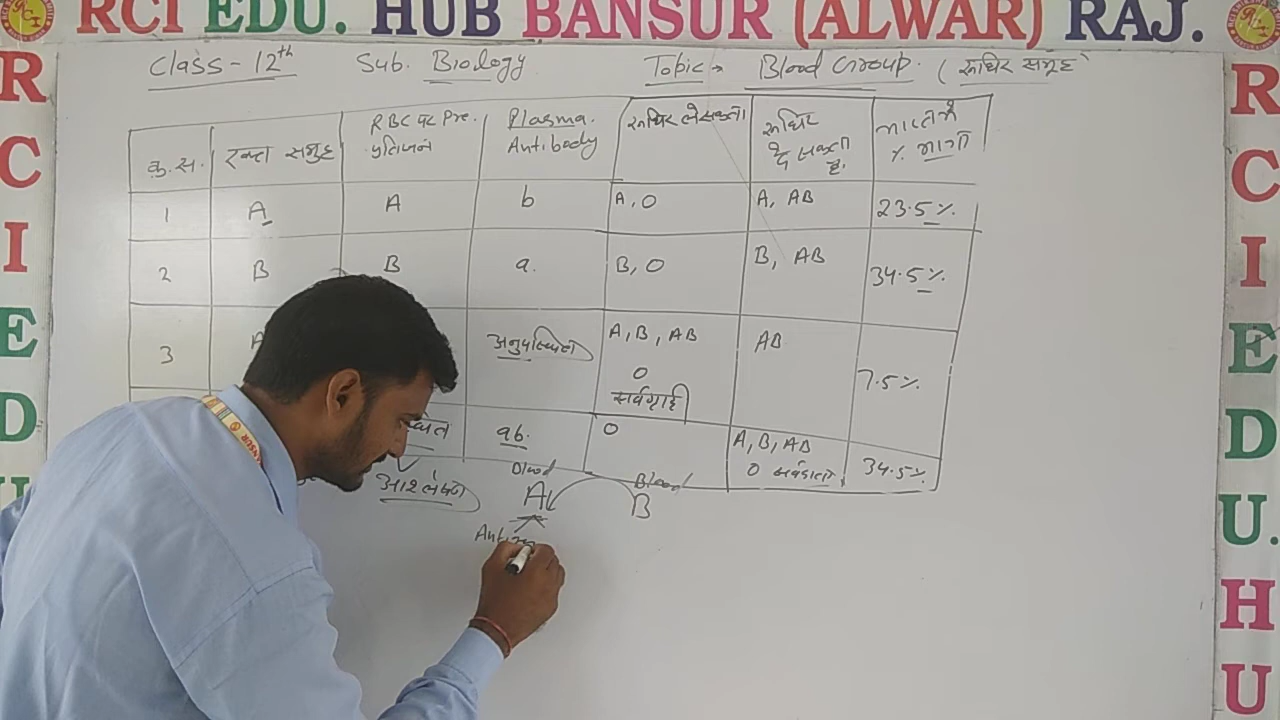 RCI EDU. HUB BANSUR (ALWAR) RAJ.
Class - 12th Sub. Biology Topic → Blood Group. (रूधिर समूह)
क्र.स. रक्त समुह RBC पर Pre. प्रतिजन Plasma. Antibody रूधिर ले सकता रूधिर दे सकता है. भारत में % मात्रा
1 A A b A, O A, AB 23.5%
2 B B a. B, O B, AB 34.5%
3 A अनुपस्थित A, B, AB AB 7.5%
O
सर्वग्राही
ab. O A, B, AB 34.5%
O सर्वदाता
Blood Blood
A B
R
C
I
E
D
U
R
C
I
E
D
U.
H
U